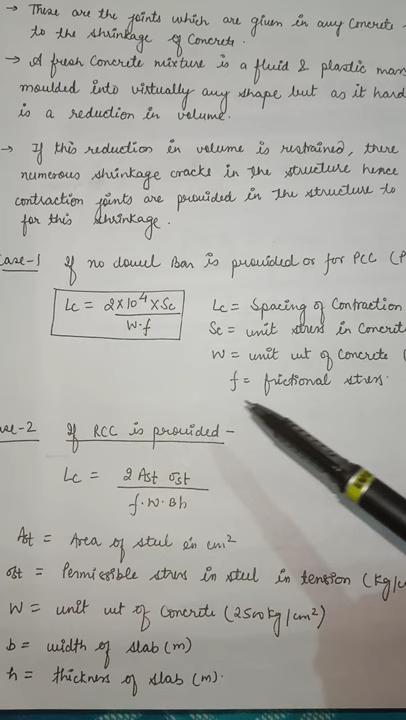 → These are the joints which are given in any Concrete
to the shrinkage of Concrete.
→ A fresh Concrete mixture is a fluid & plastic mass
moulded into virtually any shape but as it hard
is a reduction in volume.
→ If this reduction in volume is restrained, there
numerous shrinkage cracks in the structure hence
contraction joints are provided in the structure to
for this shrinkage.
Case-1 If no dowel Bar is provided or for PCC (P
Lc = 2×10⁴×Sc / W.f
Lc = Spacing of Contraction
Sc = unit stress in Concrete
W = unit wt of Concrete (
f = frictional stress.
ase-2 If RCC is provided -
Lc = 2 Ast σst / f.W.Bh
Ast = Area of steel in cm²
σst = Permissible stress in steel in tension (Kg/c
W = unit wt of Concrete (2500kg/cm²)
b = width of slab (m)
h = thickness of slab (m).